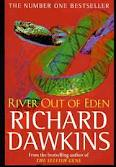 THE NUMBER ONE BESTSELLER
RIVER OUT OF EDEN
RICHARD
DAWKINS
From the bestselling author of
THE SELFISH GENE